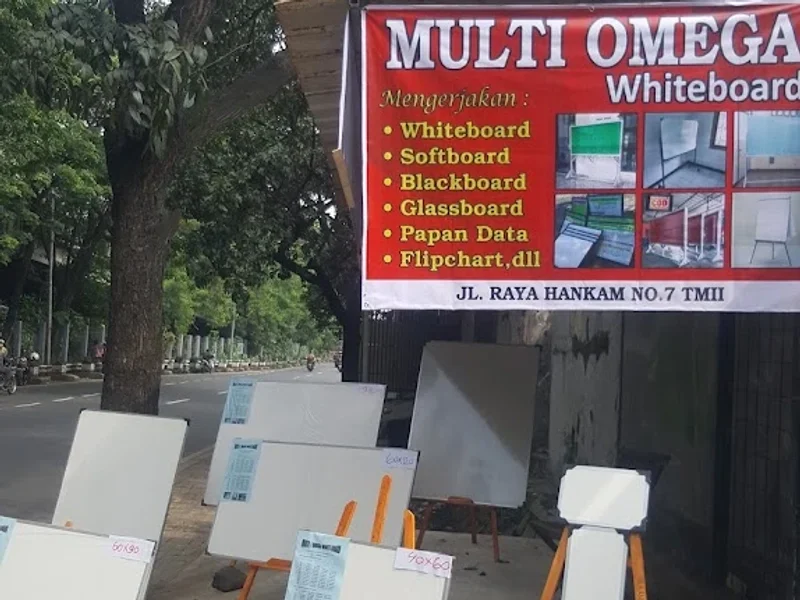 MULTI OMEGA
Whiteboard
Mengerjakan :
• Whiteboard
• Softboard
• Blackboard
• Glassboard
• Papan Data
• Flipchart,dll
JL. RAYA HANKAM NO.7 TMII
60x90
40x60